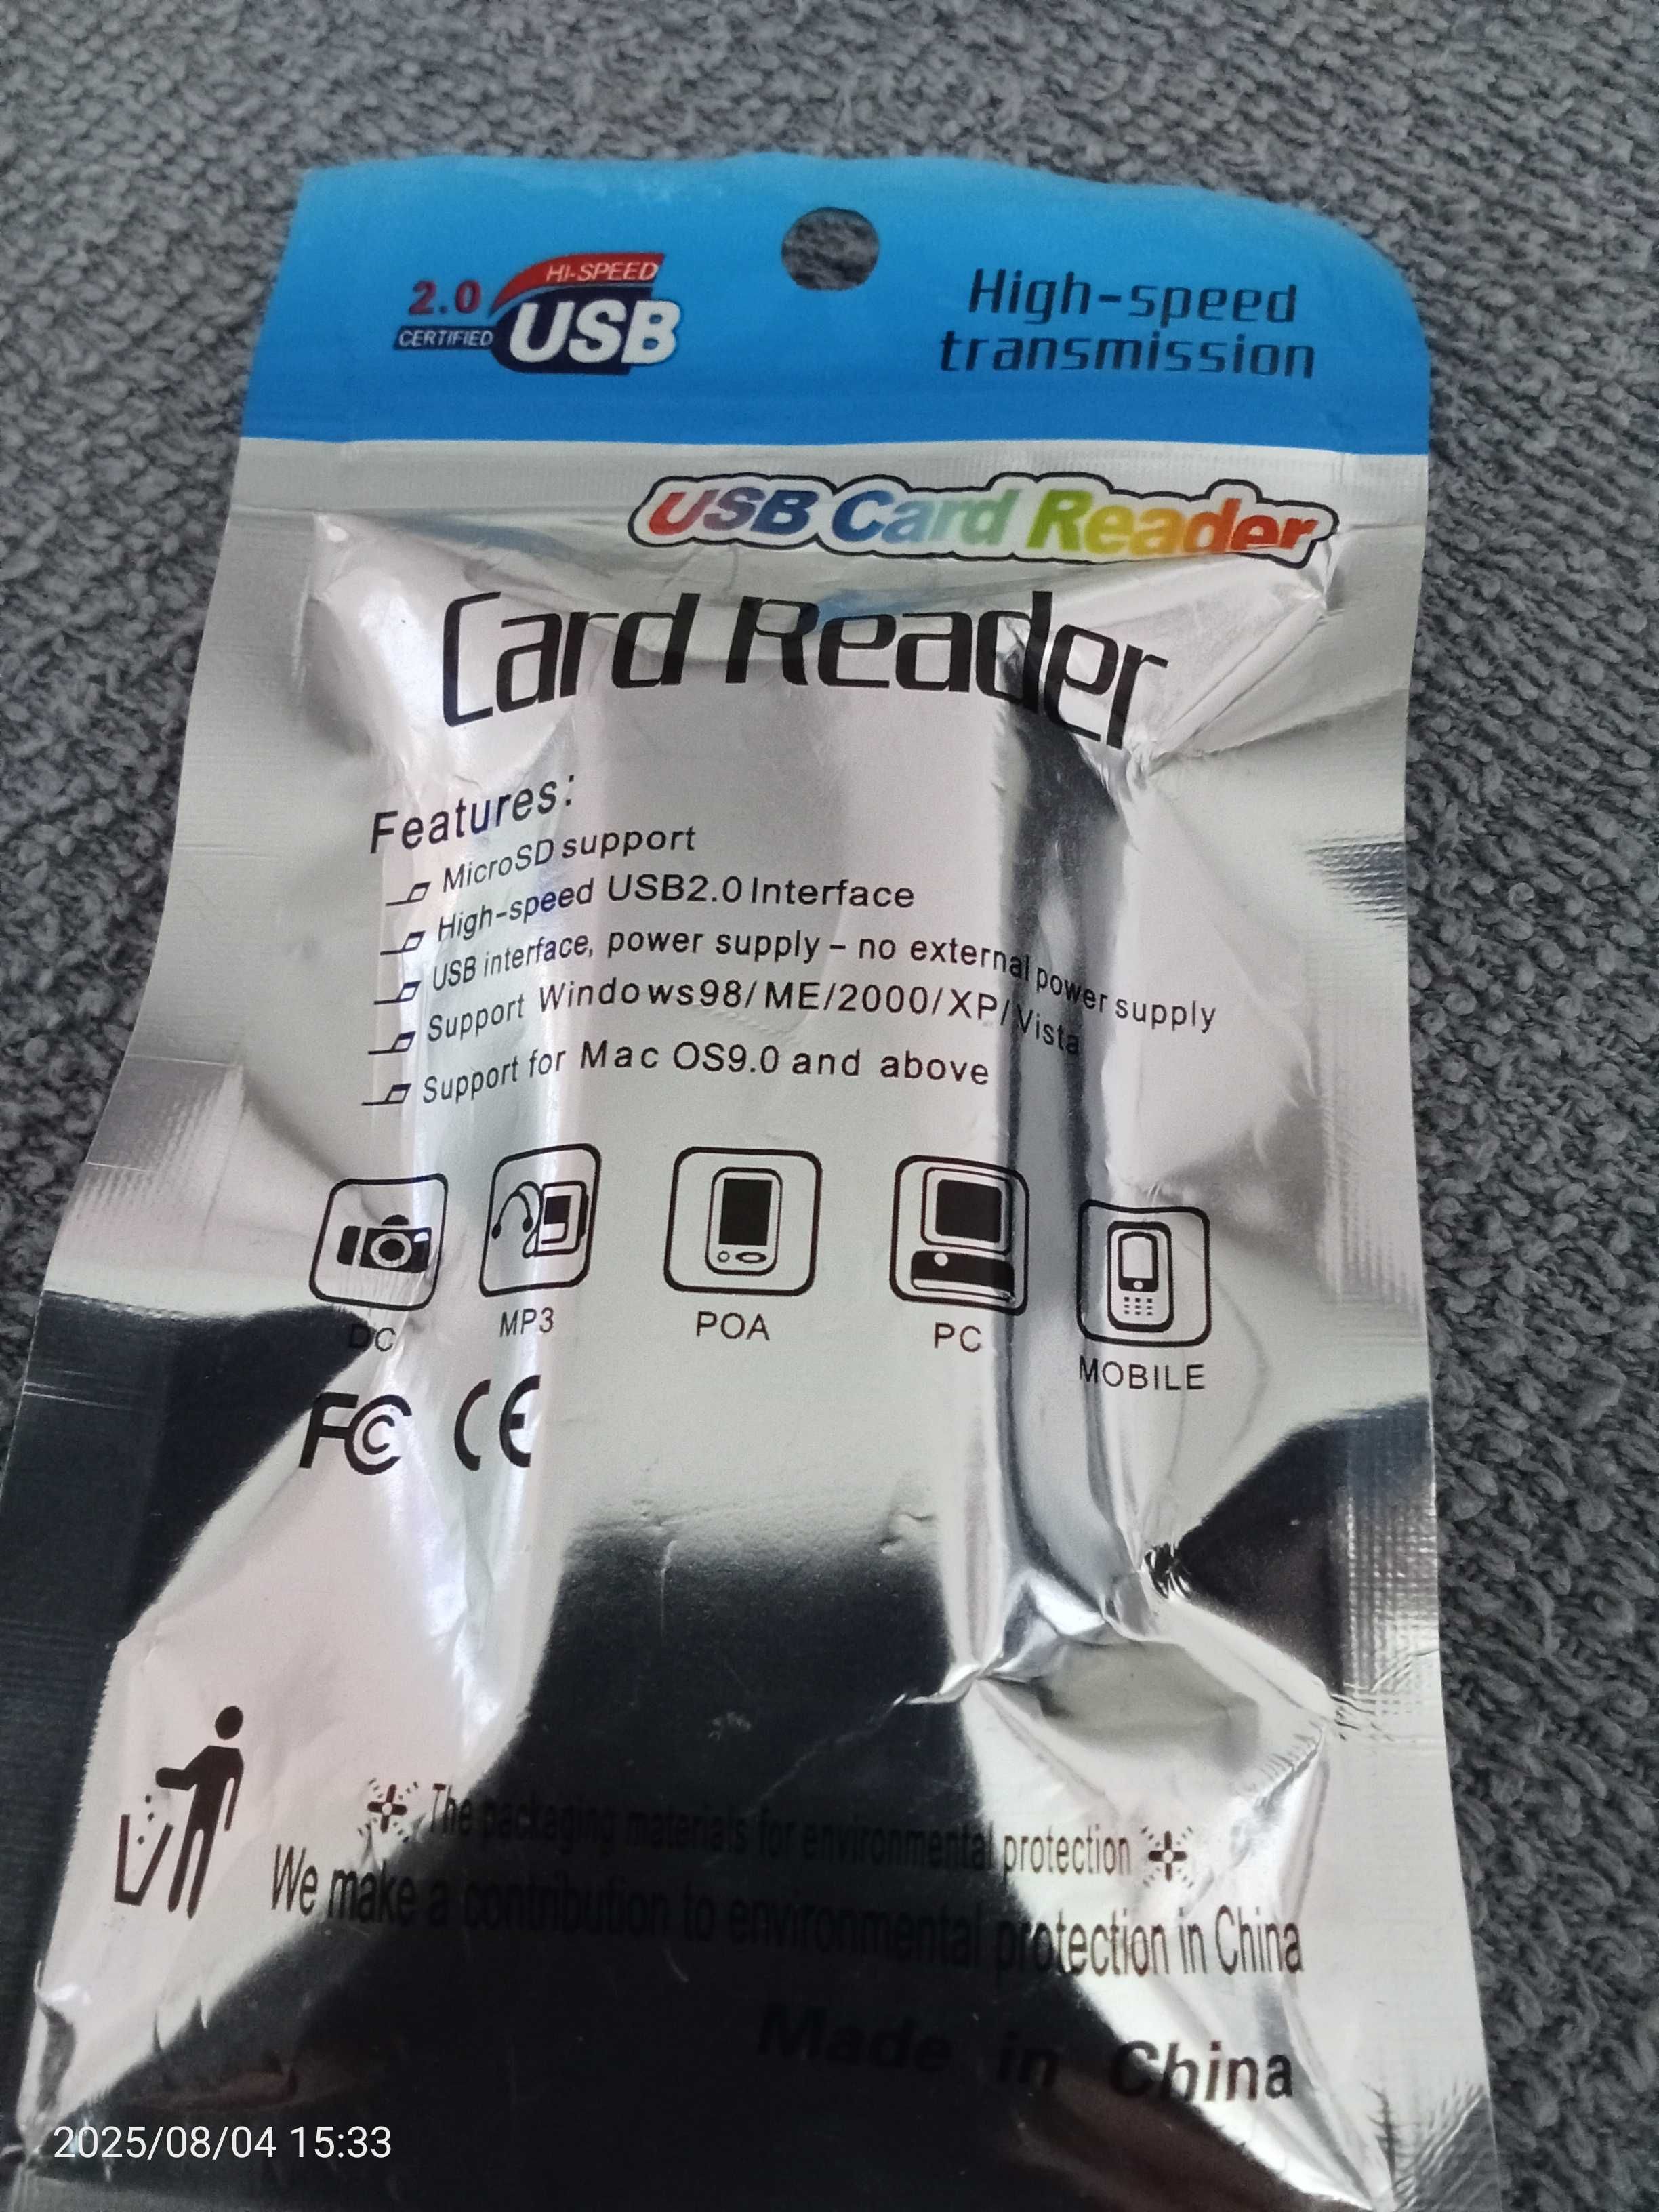 2.0 HI-SPEED
CERTIFIED USB
High-speed
transmission
USB Card Reader
Card Reader
Features:
MicroSD support
High-speed USB2.0 Interface
USB interface, power supply – no external power supply
Support Windows98/ME/2000/XP/Vista
Support for Mac OS9.0 and above
DC
MP3
POA
PC
MOBILE
FC CE
The packaging materials for environmental protection
We make a contribution to environmental protection in China
Made in China
2025/08/04 15:33